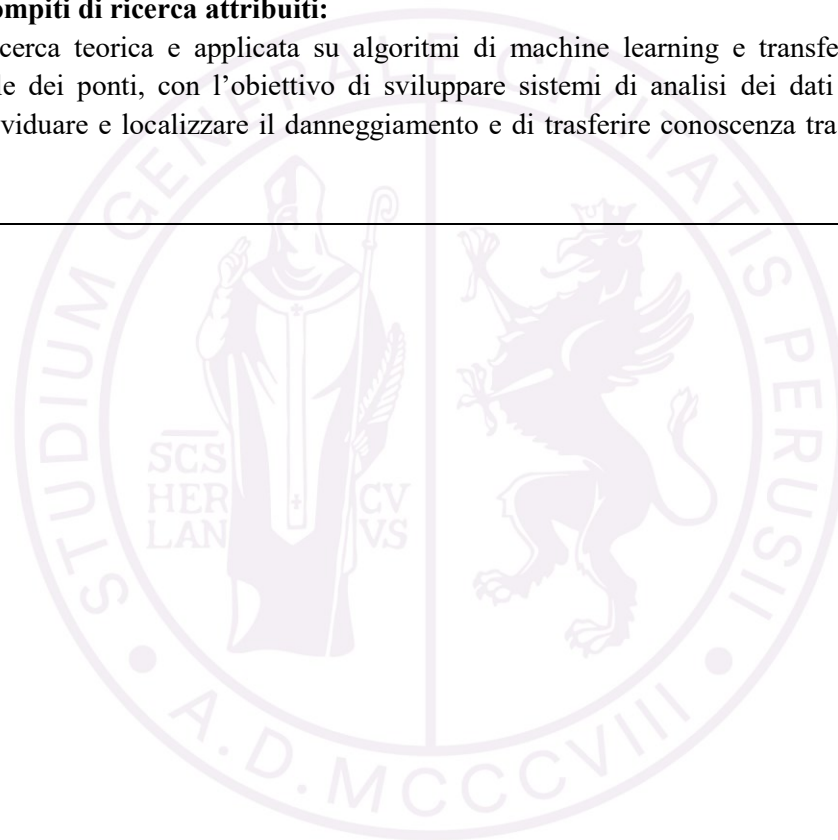 ompiti di ricerca attribuiti:
cerca teorica e applicata su algoritmi di machine learning e transfe
le dei ponti, con l’obiettivo di sviluppare sistemi di analisi dei dati
viduare e localizzare il danneggiamento e di trasferire conoscenza tra
STUDIUM GENERALE CIVITATIS PERUSII
SCS
HER
LAN
CV
VS
A.D. MCCCVIII